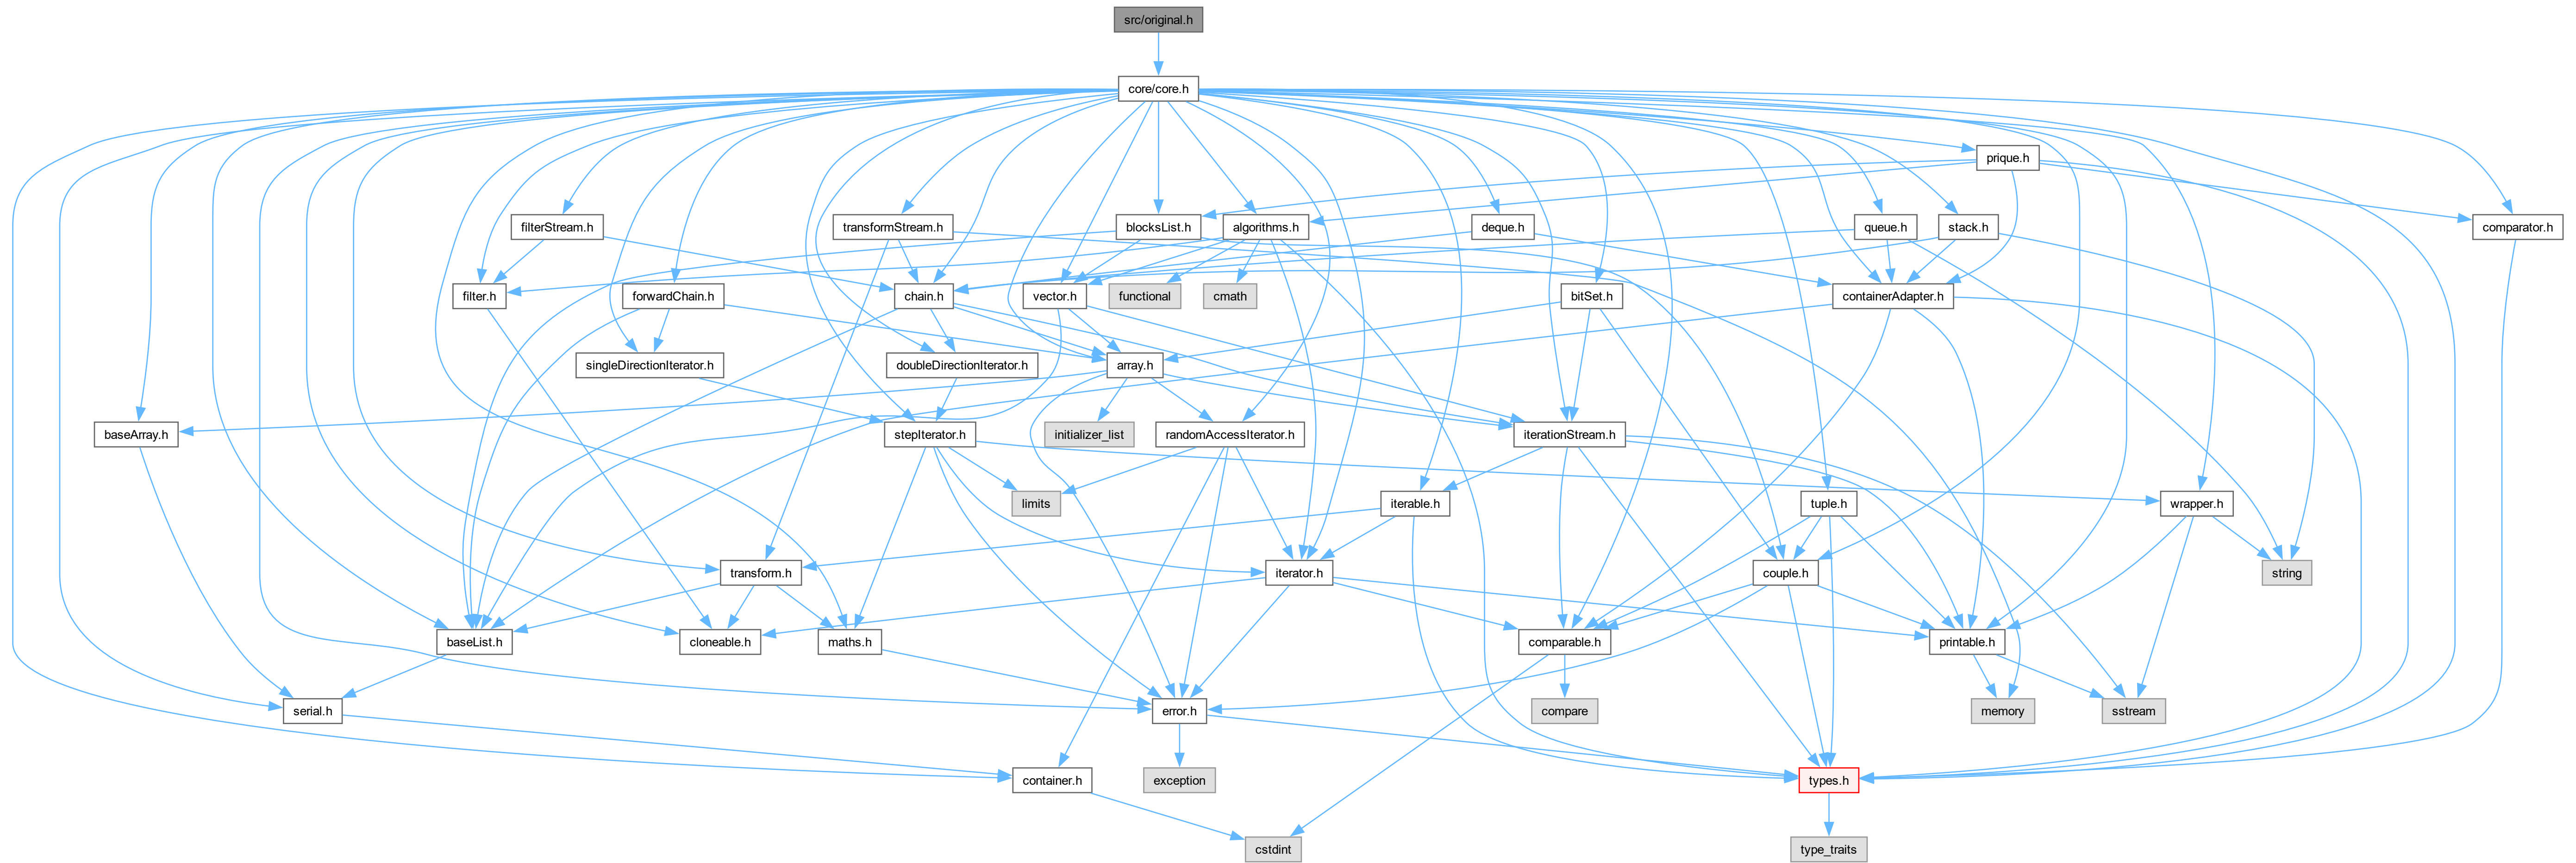 src/original.h
core/core.h
prique.h
filterStream.h
transformStream.h
blocksList.h
algorithms.h
deque.h
queue.h
stack.h
comparator.h
filter.h
forwardChain.h
chain.h
vector.h
functional
cmath
bitSet.h
containerAdapter.h
singleDirectionIterator.h
doubleDirectionIterator.h
array.h
baseArray.h
stepIterator.h
initializer_list
randomAccessIterator.h
iterationStream.h
limits
iterable.h
tuple.h
wrapper.h
transform.h
iterator.h
couple.h
string
baseList.h
cloneable.h
maths.h
comparable.h
printable.h
serial.h
error.h
compare
memory
sstream
container.h
exception
types.h
cstdint
type_traits